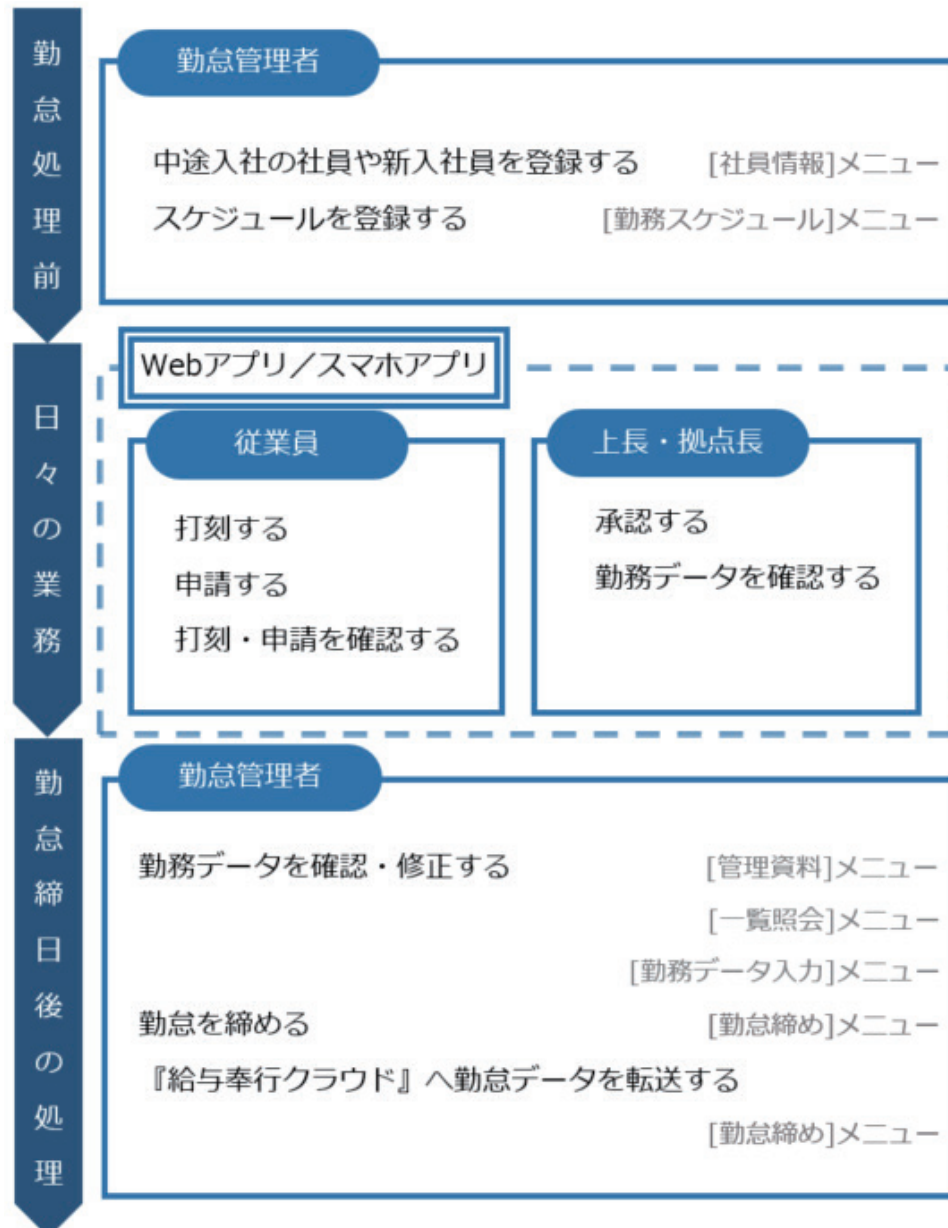 勤怠処理前
勤怠管理者
中途入社の社員や新入社員を登録する [社員情報]メニュー
スケジュールを登録する [勤務スケジュール]メニュー
日々の業務
Webアプリ／スマホアプリ
従業員
打刻する
申請する
打刻・申請を確認する
上長・拠点長
承認する
勤務データを確認する
勤怠締日後の処理
勤怠管理者
勤務データを確認・修正する [管理資料]メニュー
[一覧照会]メニュー
[勤務データ入力]メニュー
勤怠を締める [勤怠締め]メニュー
『給与奉行クラウド』へ勤怠データを転送する
[勤怠締め]メニュー